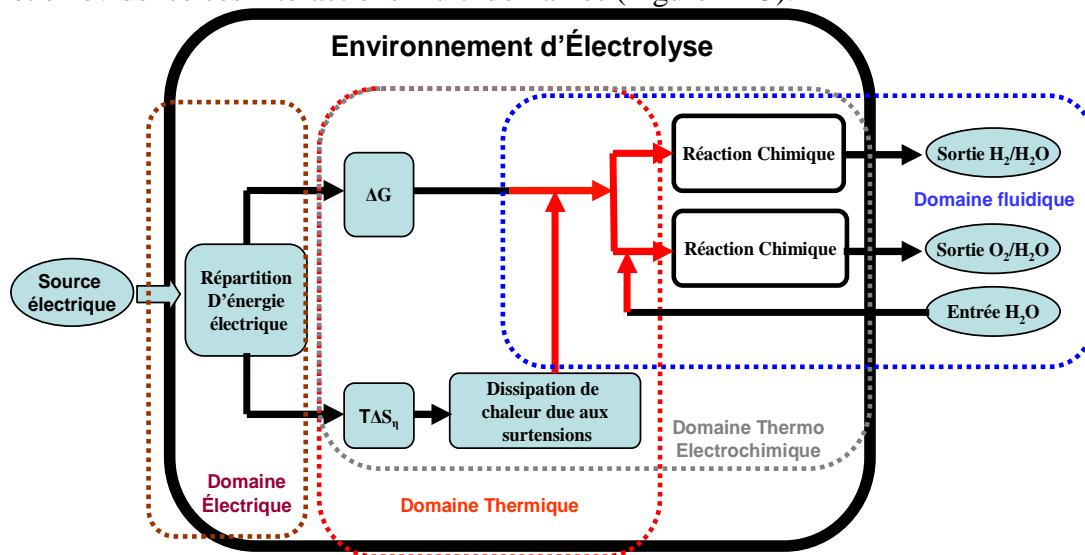 Environnement d'Électrolyse
Réaction Chimique
Sortie H₂/H₂O
ΔG
Domaine fluidique
Réaction Chimique
Sortie O₂/H₂O
Source
électrique
Répartition
D'énergie
électrique
Entrée H₂O
TΔSη
Dissipation de
chaleur due aux
surtensions
Domaine Thermo
Electrochimique
Domaine
Électrique
Domaine Thermique